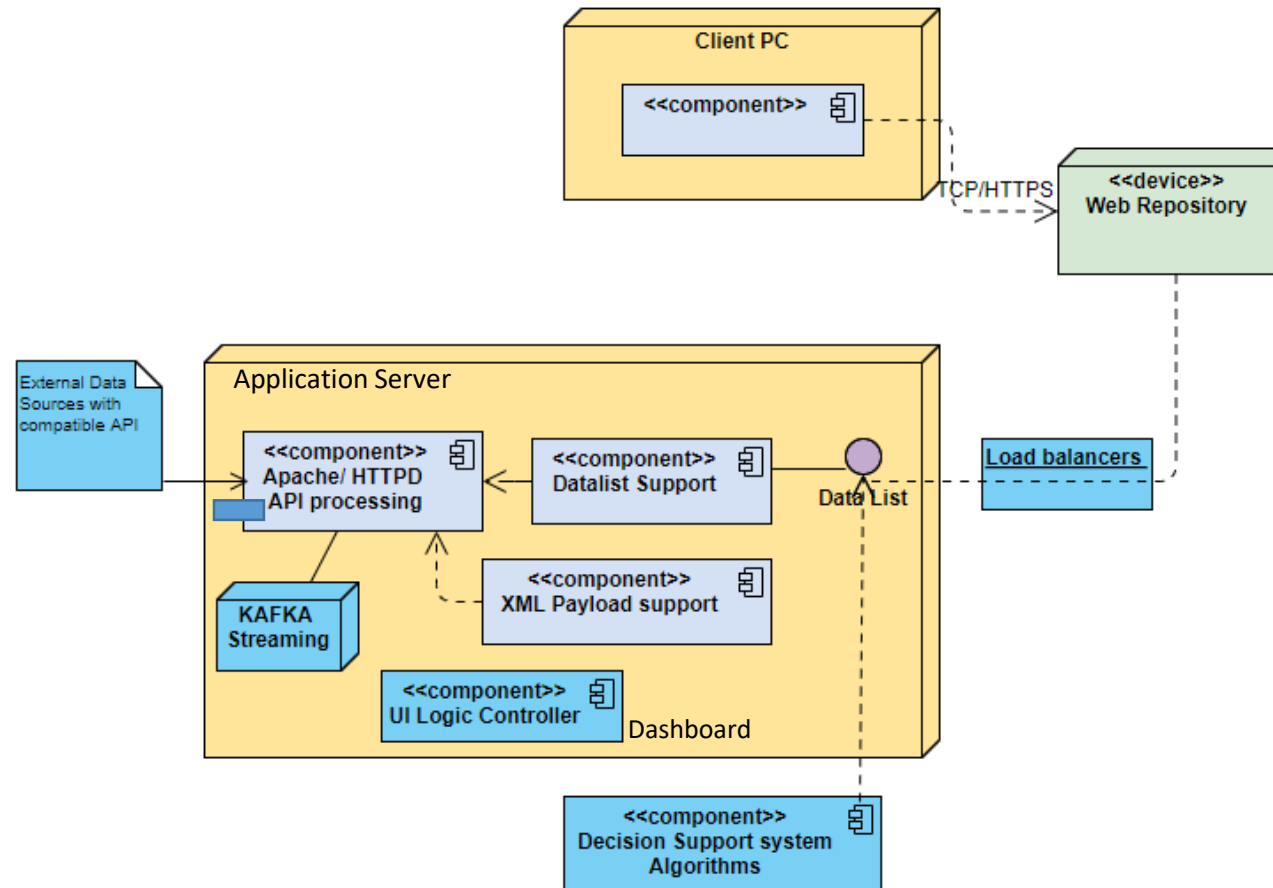 Client PC
<<component>>
TCP/HTTPS
<<device>>
Web Repository
External Data
Sources with
compatible API
Application Server
<<component>>
Apache/ HTTPD
API processing
<<component>>
Datalist Support
Data List
Load balancers
<<component>>
XML Payload support
KAFKA
Streaming
<<component>>
UI Logic Controller
Dashboard
<<component>>
Decision Support system
Algorithms